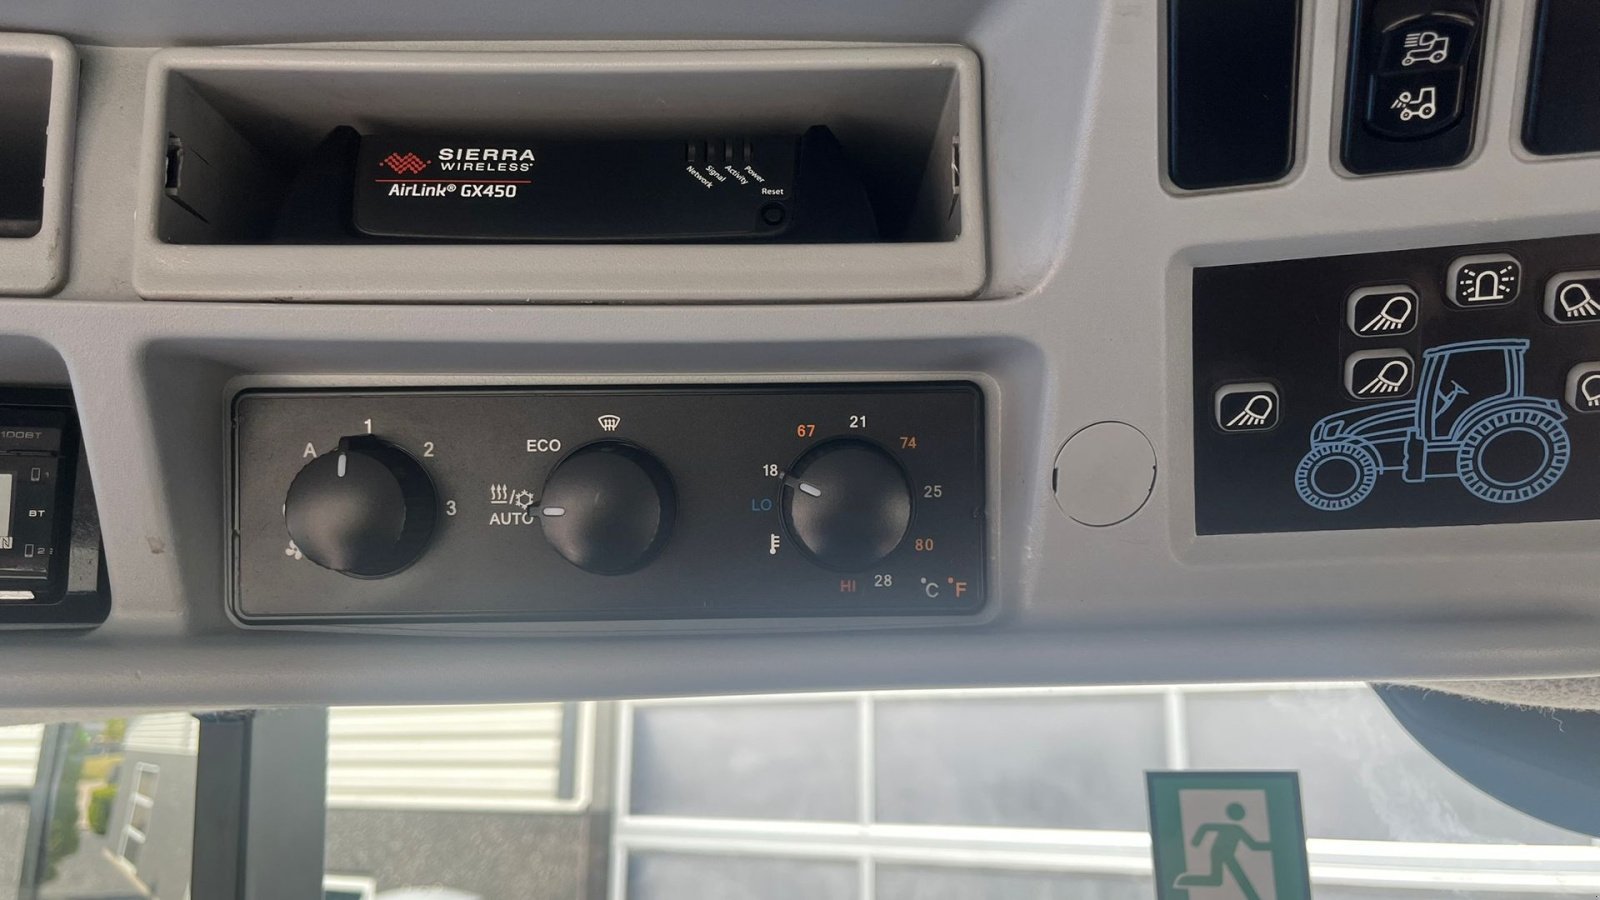 SIERRA
WIRELESS
AirLink® GX450
Network
Signal
Activity
Power
Reset
100BT
BT
A
1
2
3
ECO
AUTO
LO
18
67
21
74
25
80
28
HI
°C °F